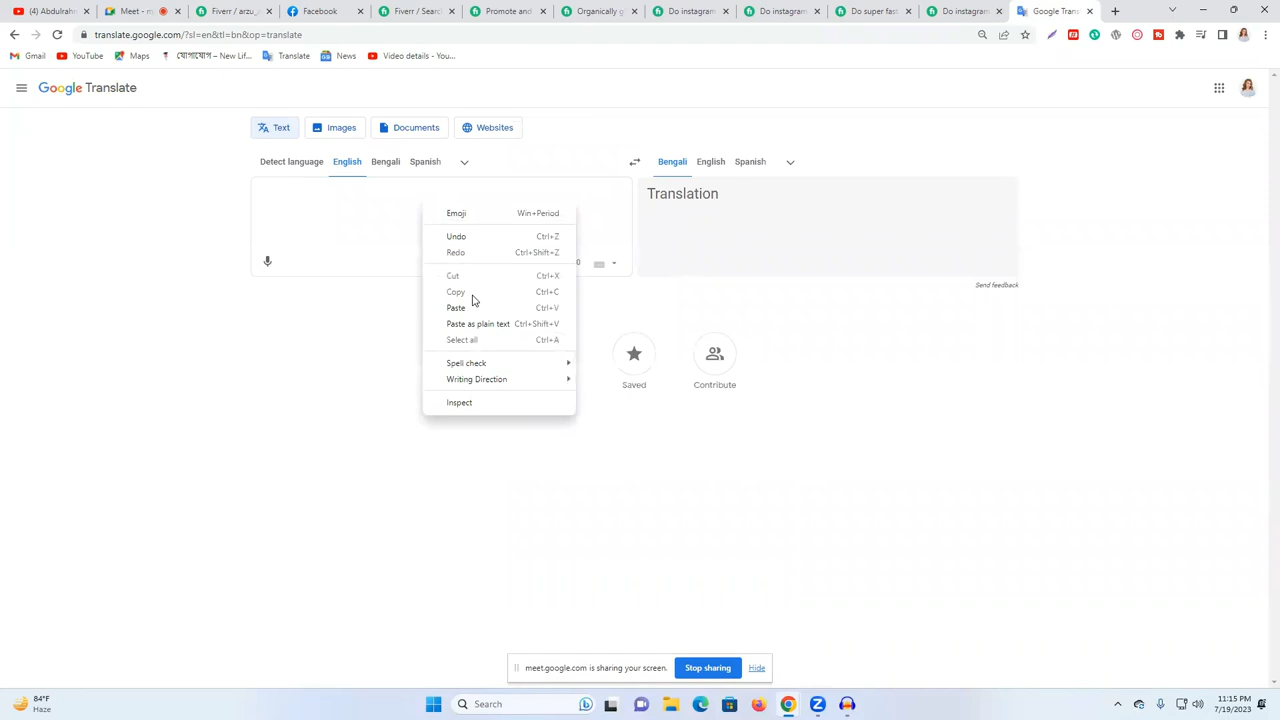 (4) Abdulrah
Meet - m
Fiverr / arzu_
Facebook
Fiverr / Sear
Promote and
Organically g
Do instagram
Do instagram
Do super fas
Do instagram
Google Trans
translate.google.com/?sl=en&tl=bn&op=translate
Gmail
YouTube
Maps
যোগাযোগ – New Lif...
Translate
News
Video details - You...
Google Translate
Text
Images
Documents
Websites
Detect language
English
Bengali
Spanish
Bengali
English
Spanish
Translation
Emoji Win+Period
Undo Ctrl+Z
Redo Ctrl+Shift+Z
Cut Ctrl+X
Copy Ctrl+C
Paste Ctrl+V
Paste as plain text Ctrl+Shift+V
Select all Ctrl+A
Spell check
Writing Direction
Inspect
Send feedback
Saved
Contribute
meet.google.com is sharing your screen.
Stop sharing
Hide
84°F
Haze
Search
11:15 PM
7/19/2023